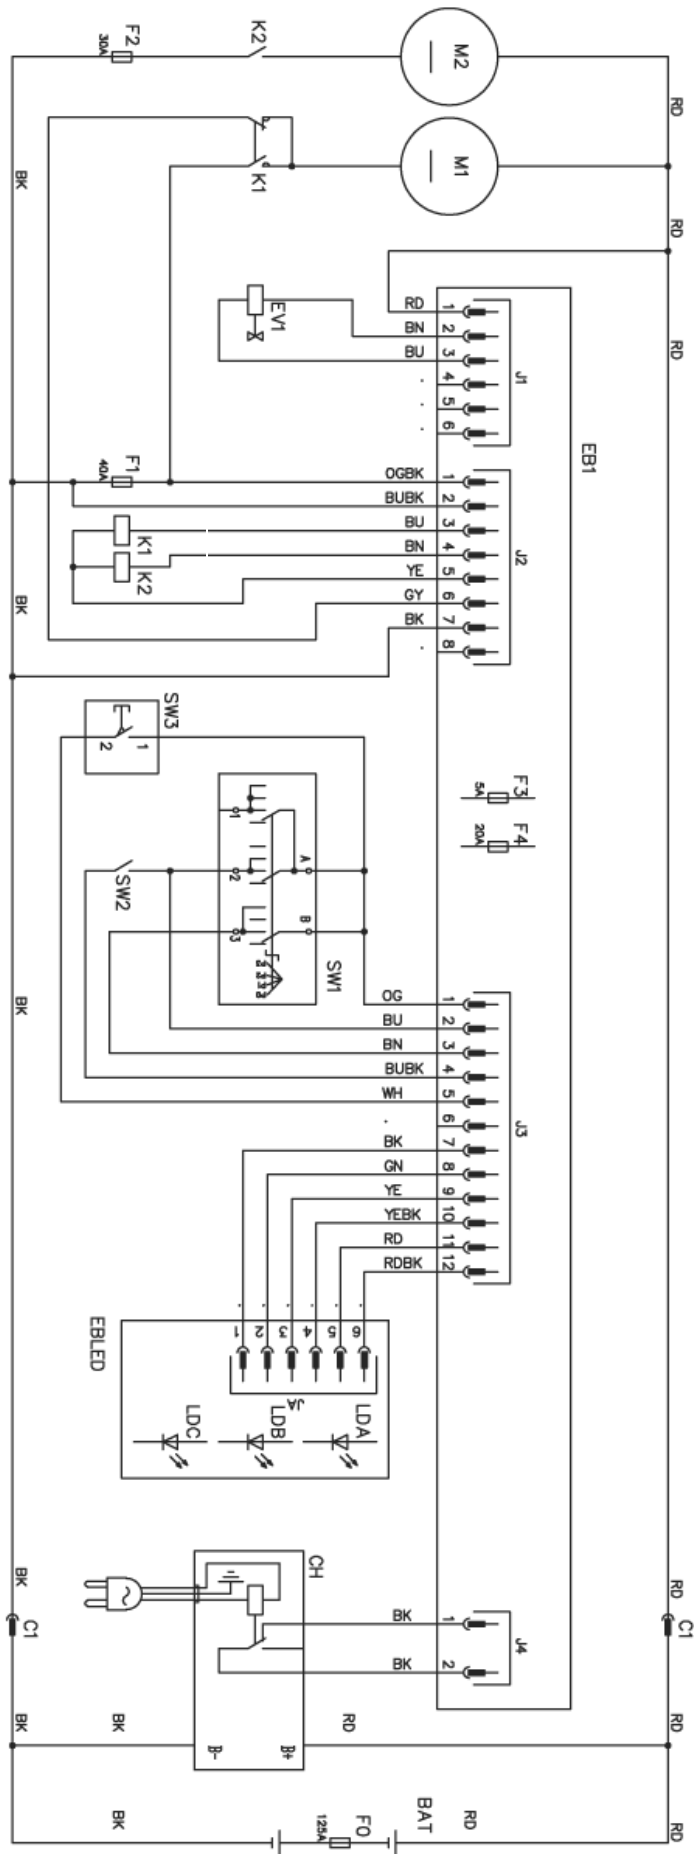 F2
30A
K2
M2
RD
BK
K1
M1
RD
RD
EV1
RD 1
BN 2
BU 3
. 4
. 5
. 6
J1
EB1
F1
40A
OGBK 1
BUBK 2
BU 3
BN 4
YE 5
GY 6
BK 7
. 8
J2
K1
K2
BK
SW3
1
2
F3
5A
F4
20A
SW1
1
2
3
A
B
SW2
BK
OG 1
BU 2
BN 3
BUBK 4
WH 5
. 6
BK 7
GN 8
YE 9
YEBK 10
RD 11
RDBK 12
J3
EBLED
1 2 3 4 5 6
JA
LDC
LDB
LDA
CH
BK 1
BK 2
J4
BK
C1
RD
C1
BK
BK
RD
RD
B-
B+
BK
125A
F0
BAT
RD
RD